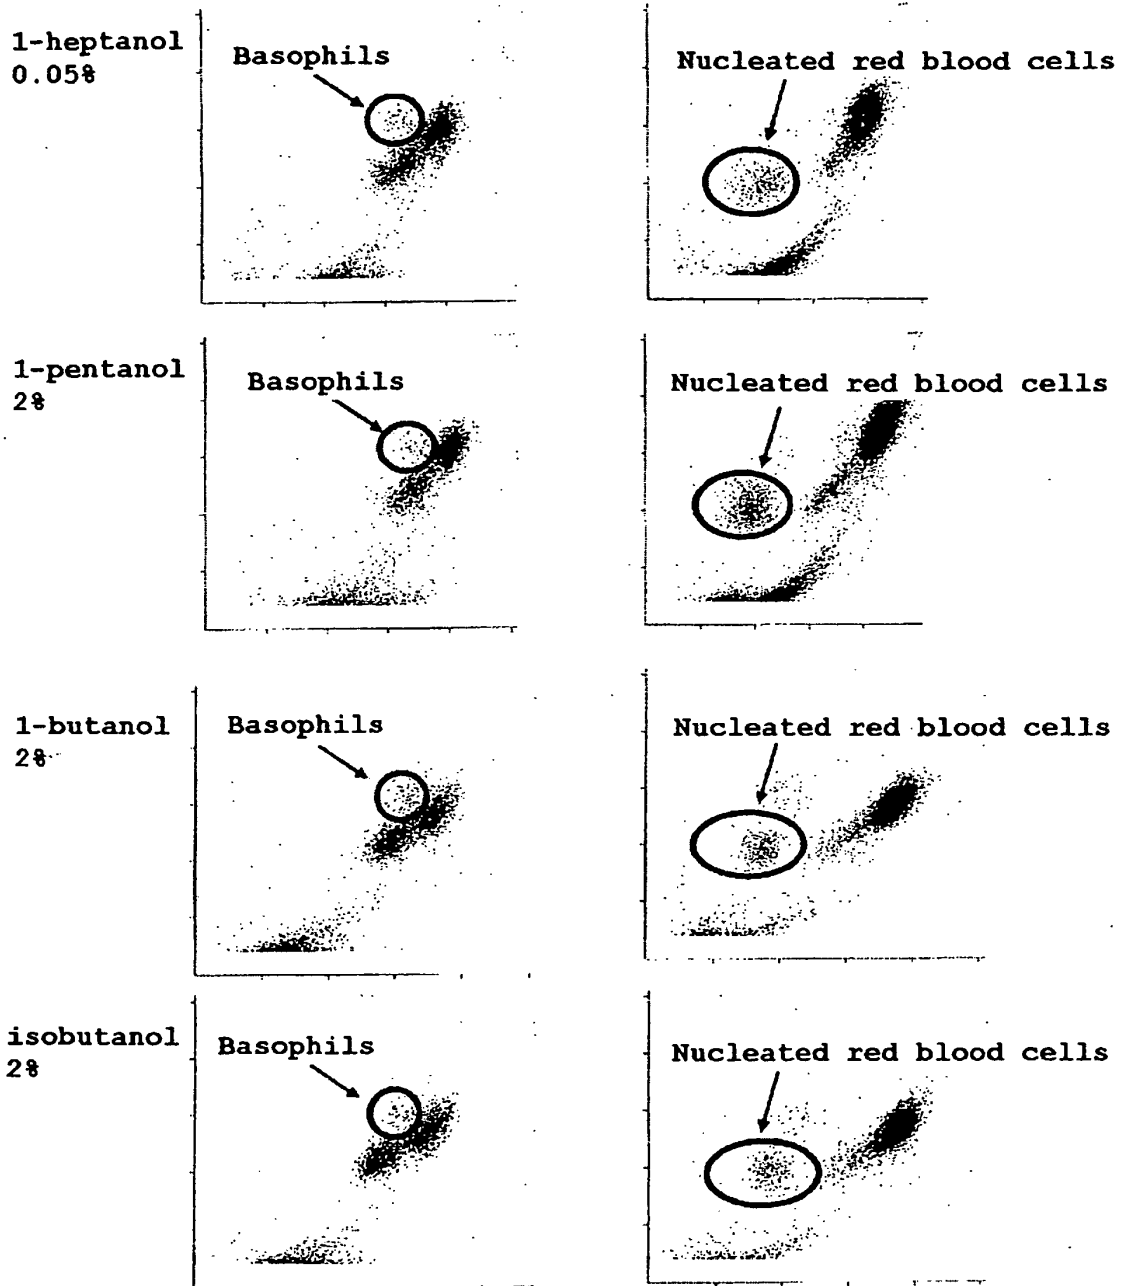 1-heptanol
0.05%
Basophils
Nucleated red blood cells
1-pentanol
2%
Basophils
Nucleated red blood cells
1-butanol
2%
Basophils
Nucleated red blood cells
isobutanol
2%
Basophils
Nucleated red blood cells